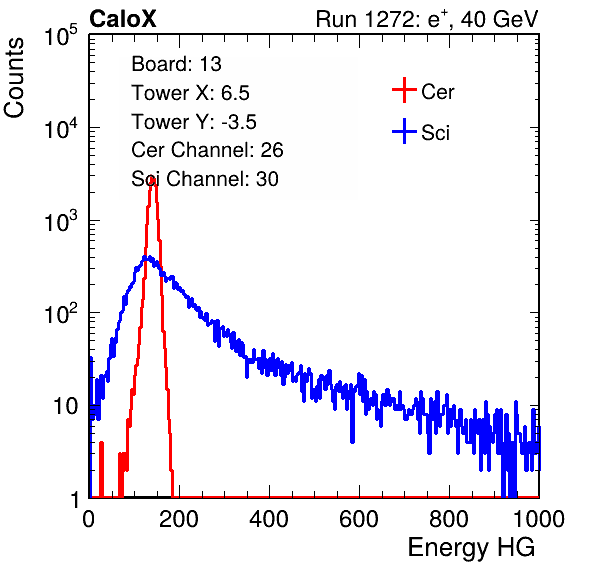 CaloX Run 1272: e⁺, 40 GeV
Board: 13
Tower X: 6.5
Tower Y: -3.5
Cer Channel: 26
Sci Channel: 30
Cer
Sci
Counts
10⁵
10⁴
10³
10²
10
1
0 200 400 600 800 1000
Energy HG